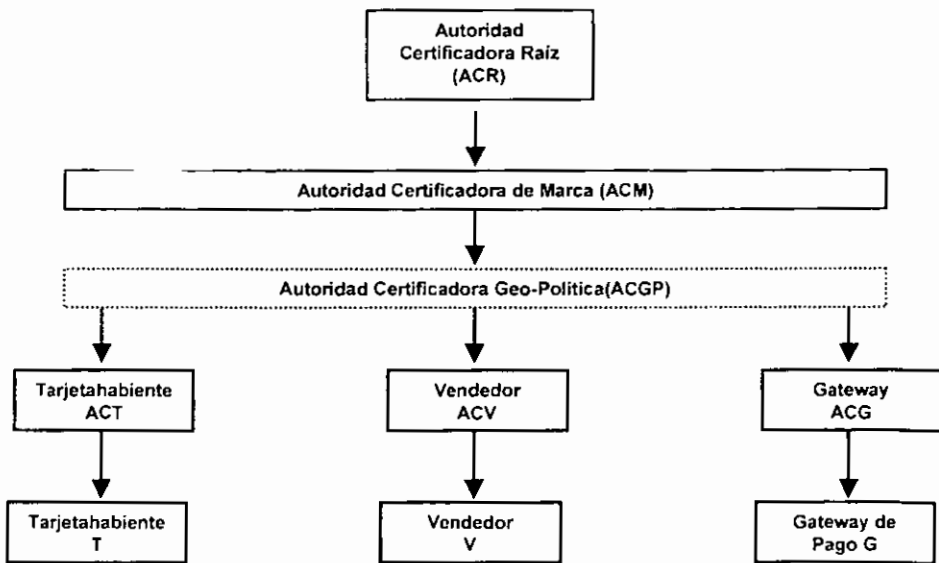 Autoridad
Certificadora Raíz
(ACR)
Autoridad Certificadora de Marca (ACM)
Autoridad Certificadora Geo-Politica(ACGP)
Tarjetahabiente
ACT
Vendedor
ACV
Gateway
ACG
Tarjetahabiente
T
Vendedor
V
Gateway de
Pago G